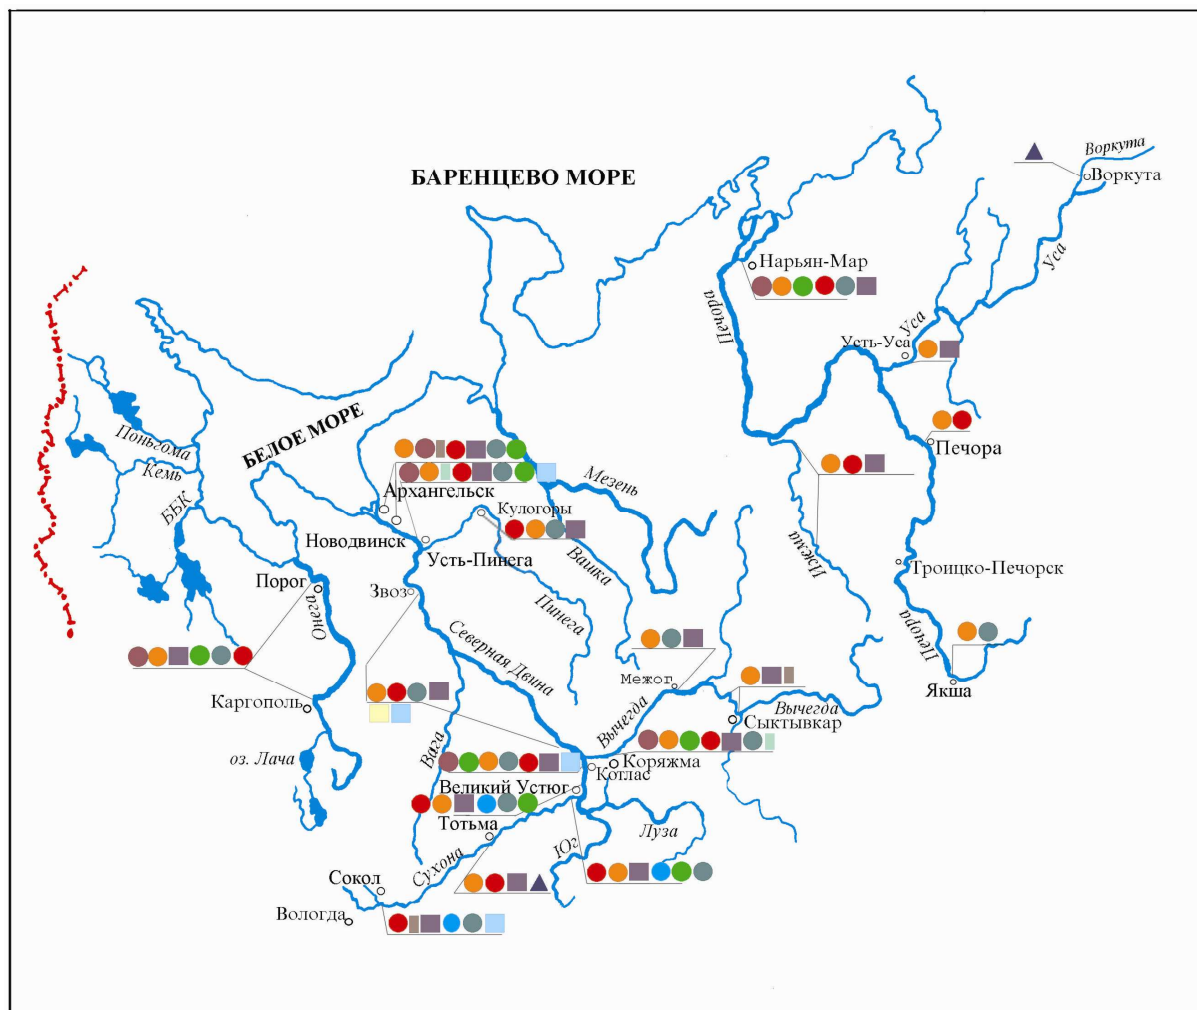 Воркута
Воркута
БАРЕНЦЕВО МОРЕ
Уса
Нарьян-Мар
Печора
Уса
Усть-Уса
Печора
БЕЛОЕ МОРЕ
Поньгома
Кемь
ББК
Мезень
Архангельск
Кулогоры
Новодвинск
Усть-Пинега
Вашка
Ижма
Троицко-Печорск
Порог
Онега
Звоз
Пинега
Печора
Северная Двина
Межог
Якша
Каргополь
Вычегда
Вычегда
Сыктывкар
оз. Лача
Вага
Коряжма
Котлас
Великий Устюг
Тотьма
Луза
Юг
Сухона
Сокол
Вологда